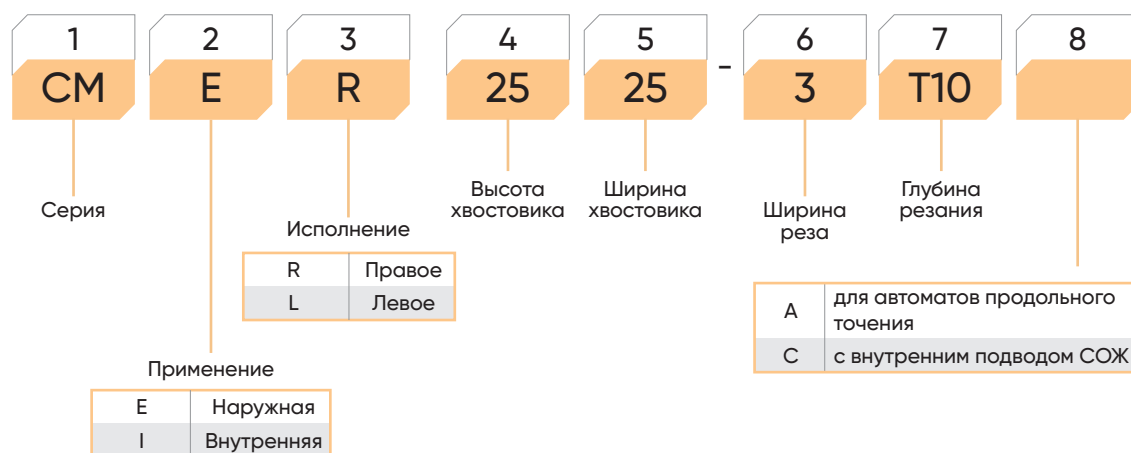 1 2 3 4 5 6 7 8
CM E R 25 25 - 3 T10
Серия
Высота
хвостовика
Ширина
хвостовика
Ширина
реза
Глубина
резания
Исполнение
R Правое
L Левое
A для автоматов продольного
точения
C с внутренним подводом СОЖ
Применение
E Наружная
I Внутренняя